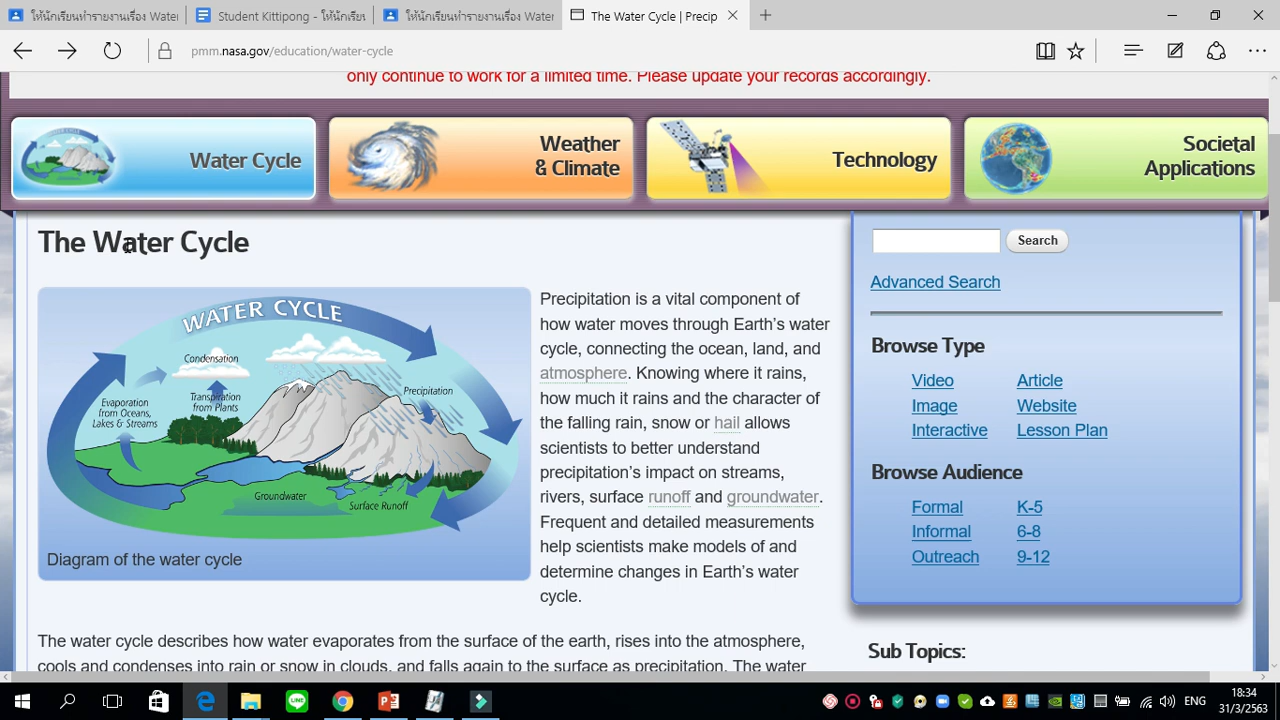 ให้นักเรียนทำรายงานเรื่อง Water
Student Kittipong - ให้นักเรีย
ให้นักเรียนทำรายงานเรื่อง Water
The Water Cycle | Precip
pmm.nasa.gov/education/water-cycle
only continue to work for a limited time. Please update your records accordingly.
Water Cycle
Weather
& Climate
Technology
Societal
Applications
The Water Cycle
WATER CYCLE
Condensation
Precipitation
Evaporation
from Oceans,
Lakes & Streams
Transpiration
from Plants
Groundwater
Surface Runoff
Diagram of the water cycle
Precipitation is a vital component of
how water moves through Earth’s water
cycle, connecting the ocean, land, and
atmosphere. Knowing where it rains,
how much it rains and the character of
the falling rain, snow or hail allows
scientists to better understand
precipitation’s impact on streams,
rivers, surface runoff and groundwater.
Frequent and detailed measurements
help scientists make models of and
determine changes in Earth’s water
cycle.
The water cycle describes how water evaporates from the surface of the earth, rises into the atmosphere,
cools and condenses into rain or snow in clouds, and falls again to the surface as precipitation. The water
Search
Advanced Search
Browse Type
Video Article
Image Website
Interactive Lesson Plan
Browse Audience
Formal K-5
Informal 6-8
Outreach 9-12
Sub Topics:
ENG
18:34
31/3/2563